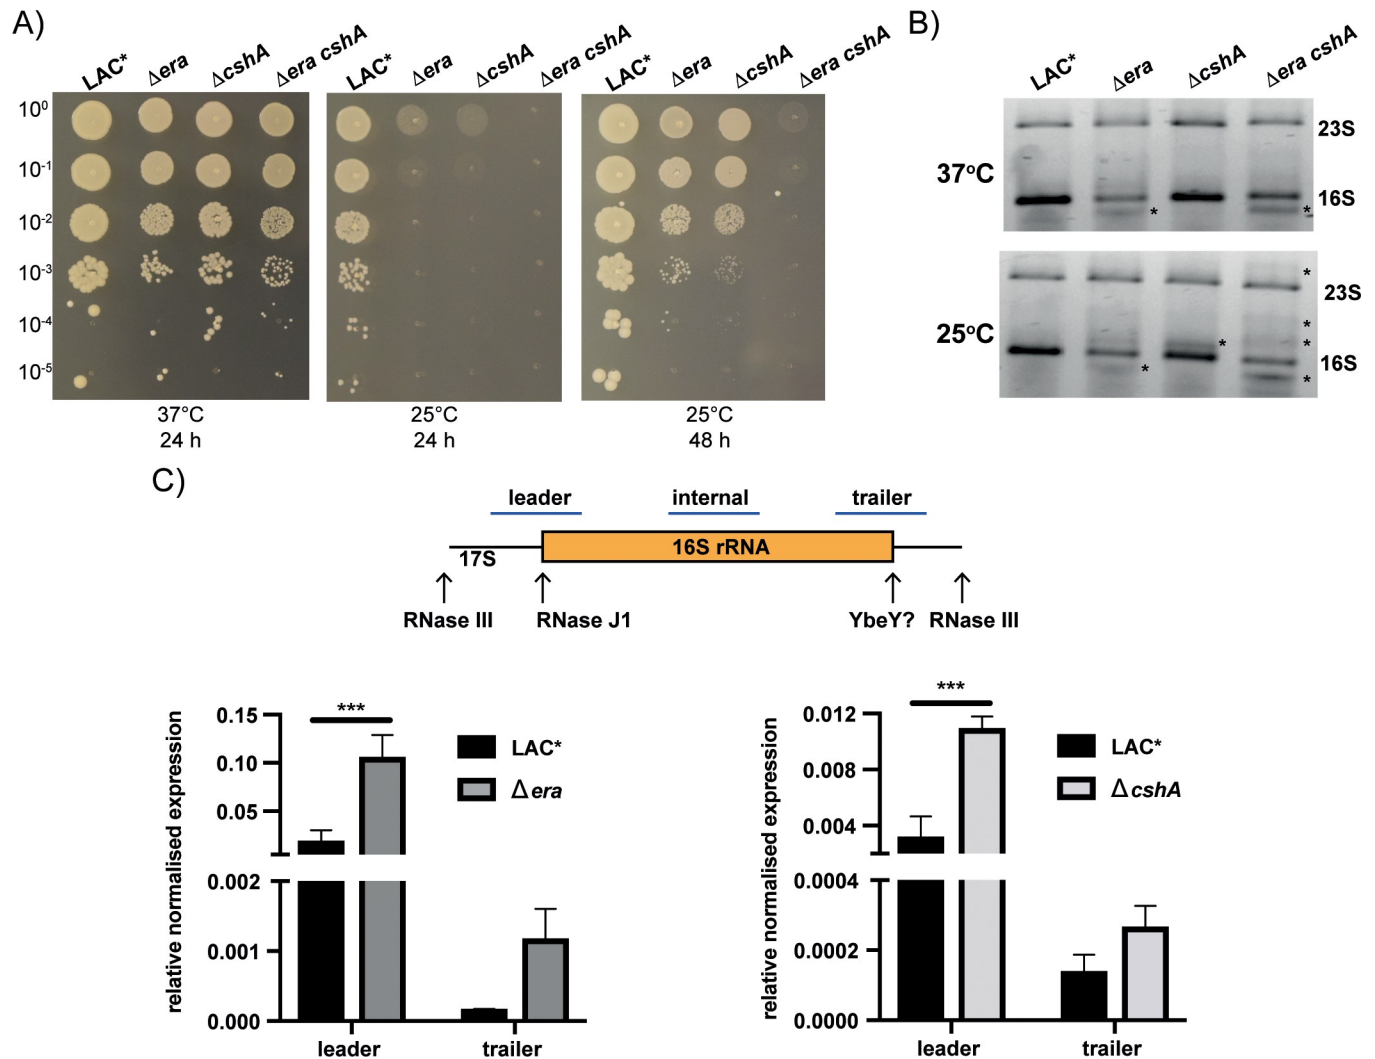 A)
LAC* Δera ΔcshA Δera cshA
LAC* Δera ΔcshA Δera cshA
LAC* Δera ΔcshA Δera cshA
10⁰
10⁻¹
10⁻²
10⁻³
10⁻⁴
10⁻⁵
37°C
24 h
25°C
24 h
25°C
48 h
B)
LAC* Δera ΔcshA Δera cshA
37°C
23S
16S
*
*
25°C
23S
16S
*
*
*
*
*
*
C)
leader internal trailer
16S rRNA
17S
RNase III RNase J1 YbeY? RNase III
relative normalised expression
0.15
0.10
0.05
0.002
0.001
0.000
***
LAC*
Δera
leader trailer
relative normalised expression
0.012
0.008
0.004
0.0004
0.0002
0.0000
***
LAC*
ΔcshA
leader trailer